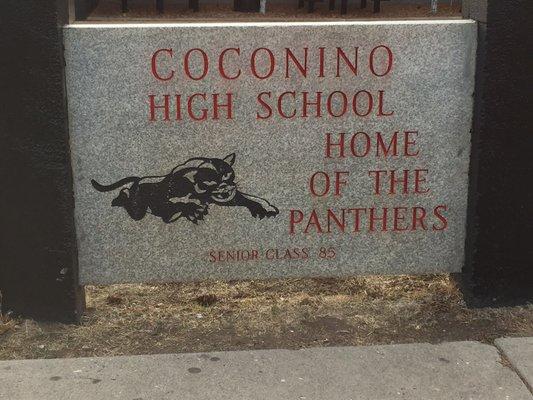 COCONINO
HIGH SCHOOL
HOME
OF THE
PANTHERS
SENIOR CLASS 85